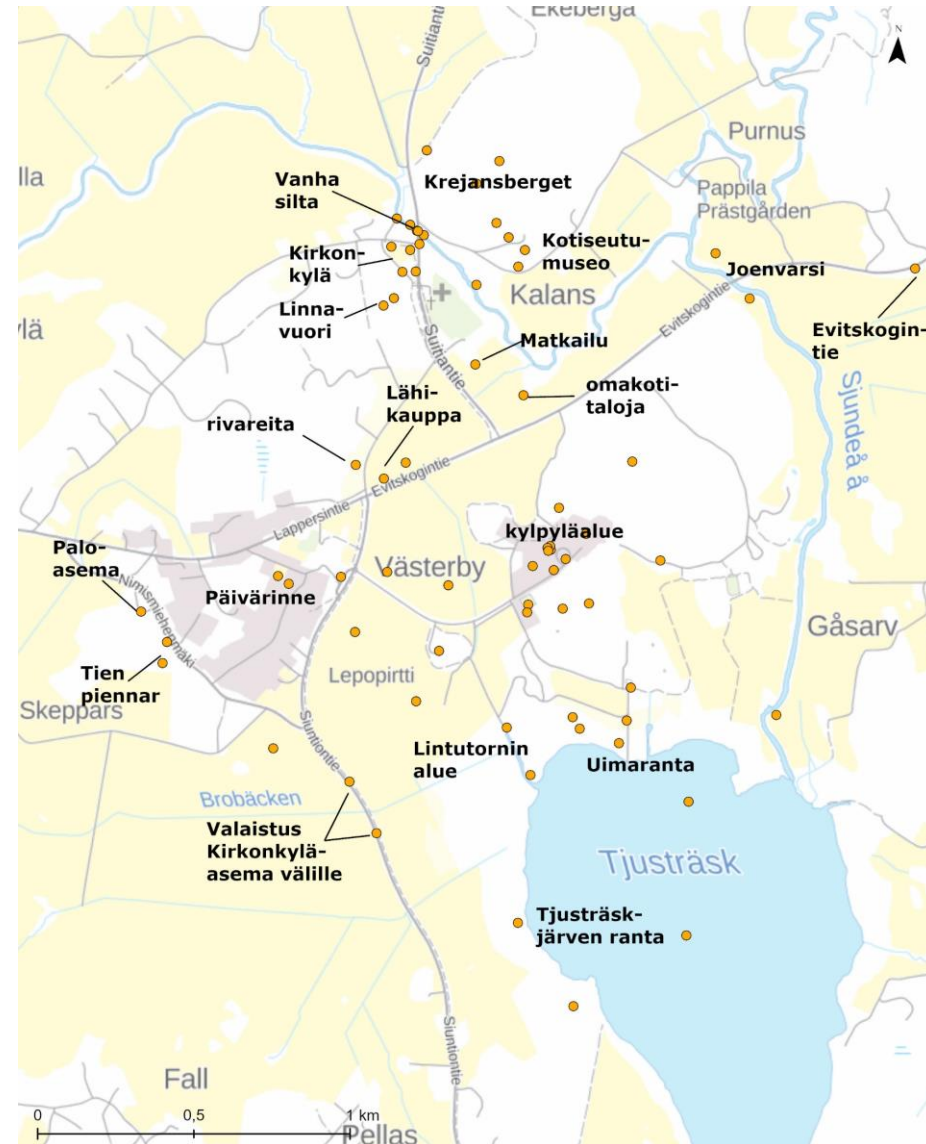 Ekeberga
Suitiantie
N
Purnus
lla
Vanha
silta
Krejansberget
Pappila
Prästgården
Kirkon-
kylä
Kotiseutu-
museo
Joenvarsi
Kalans
Linna-
vuori
Evitskogintie
Evitskogin-
tie
ylä
Suitiantie
Matkailu
Lähi-
kauppa
omakoti-
taloja
Sjundeå å
rivareita
Evitskogintie
Lappersintie
kylpyläalue
Palo-
asema
Västerby
Nimismiehenmäki
Päivärinne
Gåsarv
Tien
piennar
Lepopirtti
Skeppars
Siuntiontie
Lintutornin
alue
Uimaranta
Brobäcken
Valaistus
Kirkonkylä-
asema välille
Tjusträsk
Tjusträsk-
järven ranta
Siuntiontie
Fall
0 0,5 1 km
Pellas